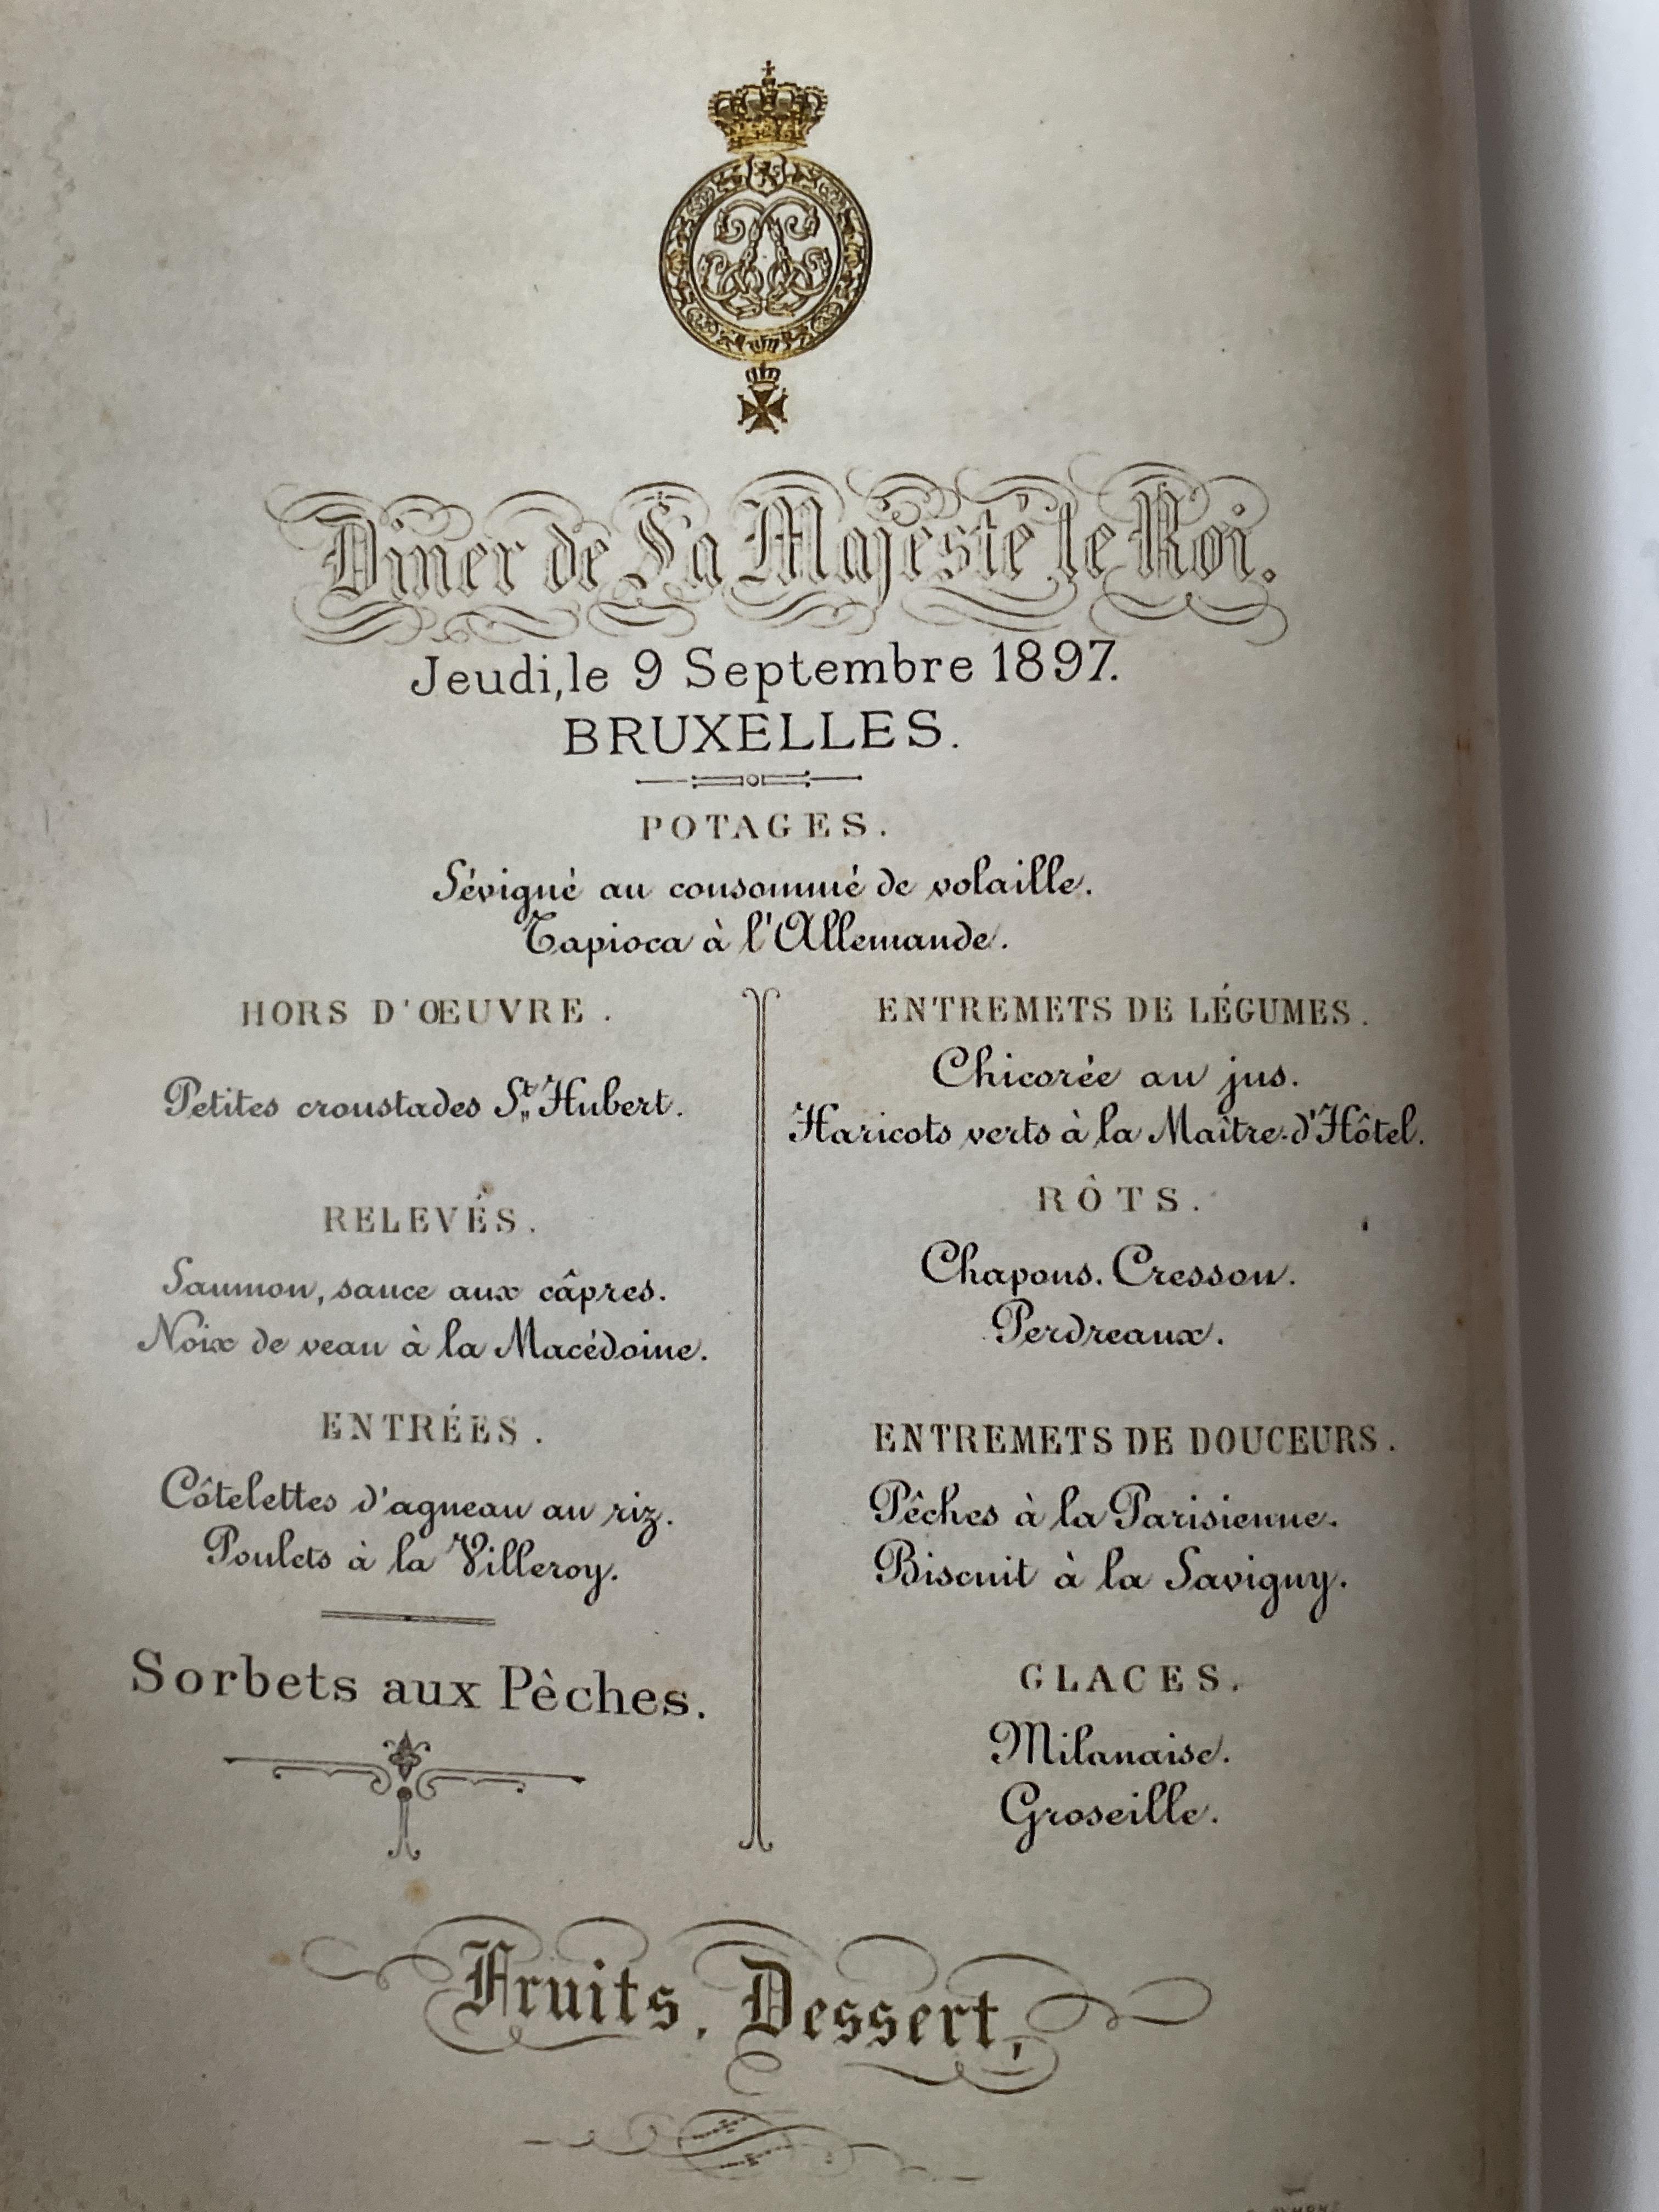 Dîner de Sa Majesté le Roi.
Jeudi, le 9 Septembre 1897.
BRUXELLES.
POTAGES.
Sévigné au consommé de volaille.
Tapioca à l'Allemande.
HORS D'ŒUVRE.
Petites croustades St. Hubert.
RELEVÉS.
Saumon, sauce aux câpres.
Noix de veau à la Macédoine.
ENTRÉES.
Côtelettes d'agneau au riz.
Poulets à la Villeroy.
Sorbets aux Pêches.
ENTREMETS DE LÉGUMES.
Chicorée au jus.
Haricots verts à la Maître-d'Hôtel.
RÔTS.
Chapons. Cresson.
Perdreaux.
ENTREMETS DE DOUCEURS.
Pêches à la Parisienne.
Biscuit à la Savigny.
GLACES.
Milanaise.
Groseille.
Fruits, Dessert,